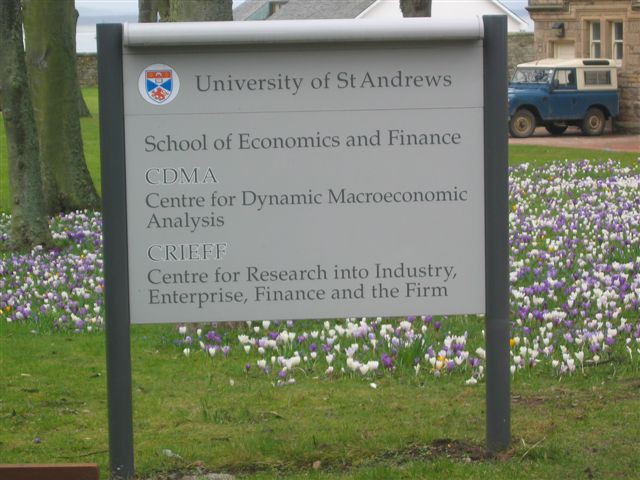 University of St Andrews
School of Economics and Finance
CDMA
Centre for Dynamic Macroeconomic
Analysis
CRIEFF
Centre for Research into Industry,
Enterprise, Finance and the Firm